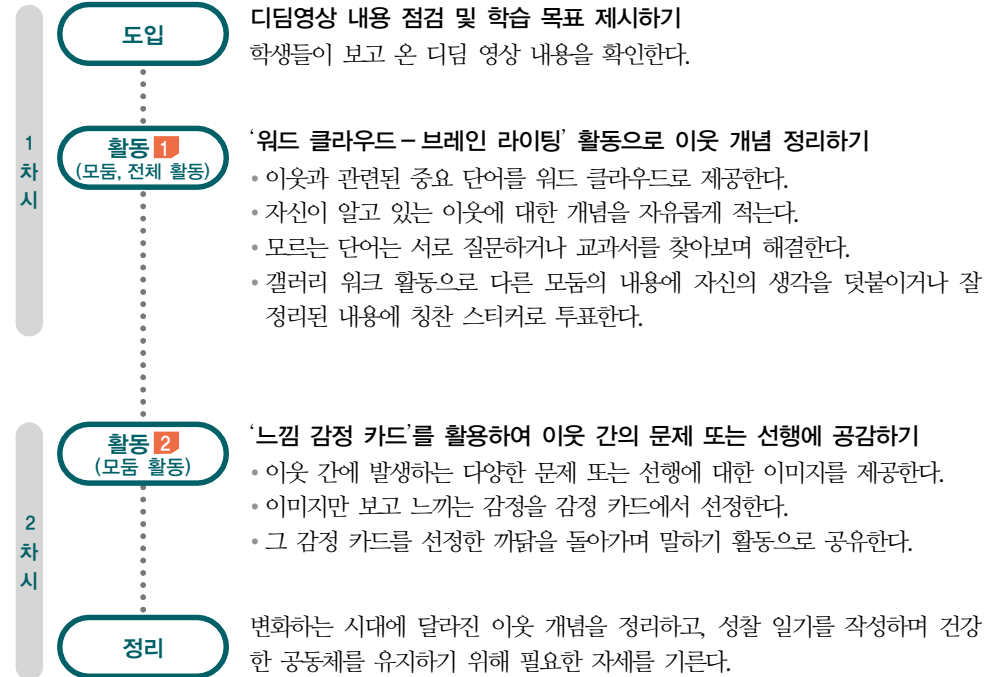 1
차
시
도입
디딤영상 내용 점검 및 학습 목표 제시하기
학생들이 보고 온 디딤 영상 내용을 확인한다.
활동 1
(모둠, 전체 활동)
‘워드 클라우드 – 브레인 라이팅’ 활동으로 이웃 개념 정리하기
• 이웃과 관련된 중요 단어를 워드 클라우드로 제공한다.
• 자신이 알고 있는 이웃에 대한 개념을 자유롭게 적는다.
• 모르는 단어는 서로 질문하거나 교과서를 찾아보며 해결한다.
• 갤러리 워크 활동으로 다른 모둠의 내용에 자신의 생각을 덧붙이거나 잘
정리된 내용에 칭찬 스티커로 투표한다.
2
차
시
활동 2
(모둠 활동)
‘느낌 감정 카드’를 활용하여 이웃 간의 문제 또는 선행에 공감하기
• 이웃 간에 발생하는 다양한 문제 또는 선행에 대한 이미지를 제공한다.
• 이미지만 보고 느끼는 감정을 감정 카드에서 선정한다.
• 그 감정 카드를 선정한 까닭을 돌아가며 말하기 활동으로 공유한다.
정리
변화하는 시대에 달라진 이웃 개념을 정리하고, 성찰 일기를 작성하며 건강
한 공동체를 유지하기 위해 필요한 자세를 기른다.